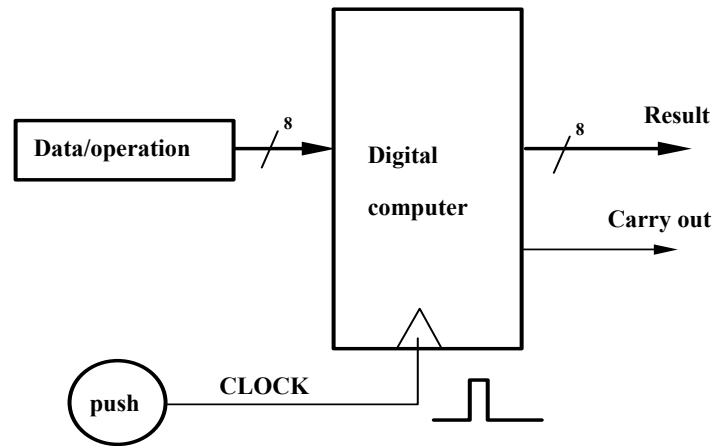 8
8
Result
Data/operation
Digital
computer
Carry out
CLOCK
push